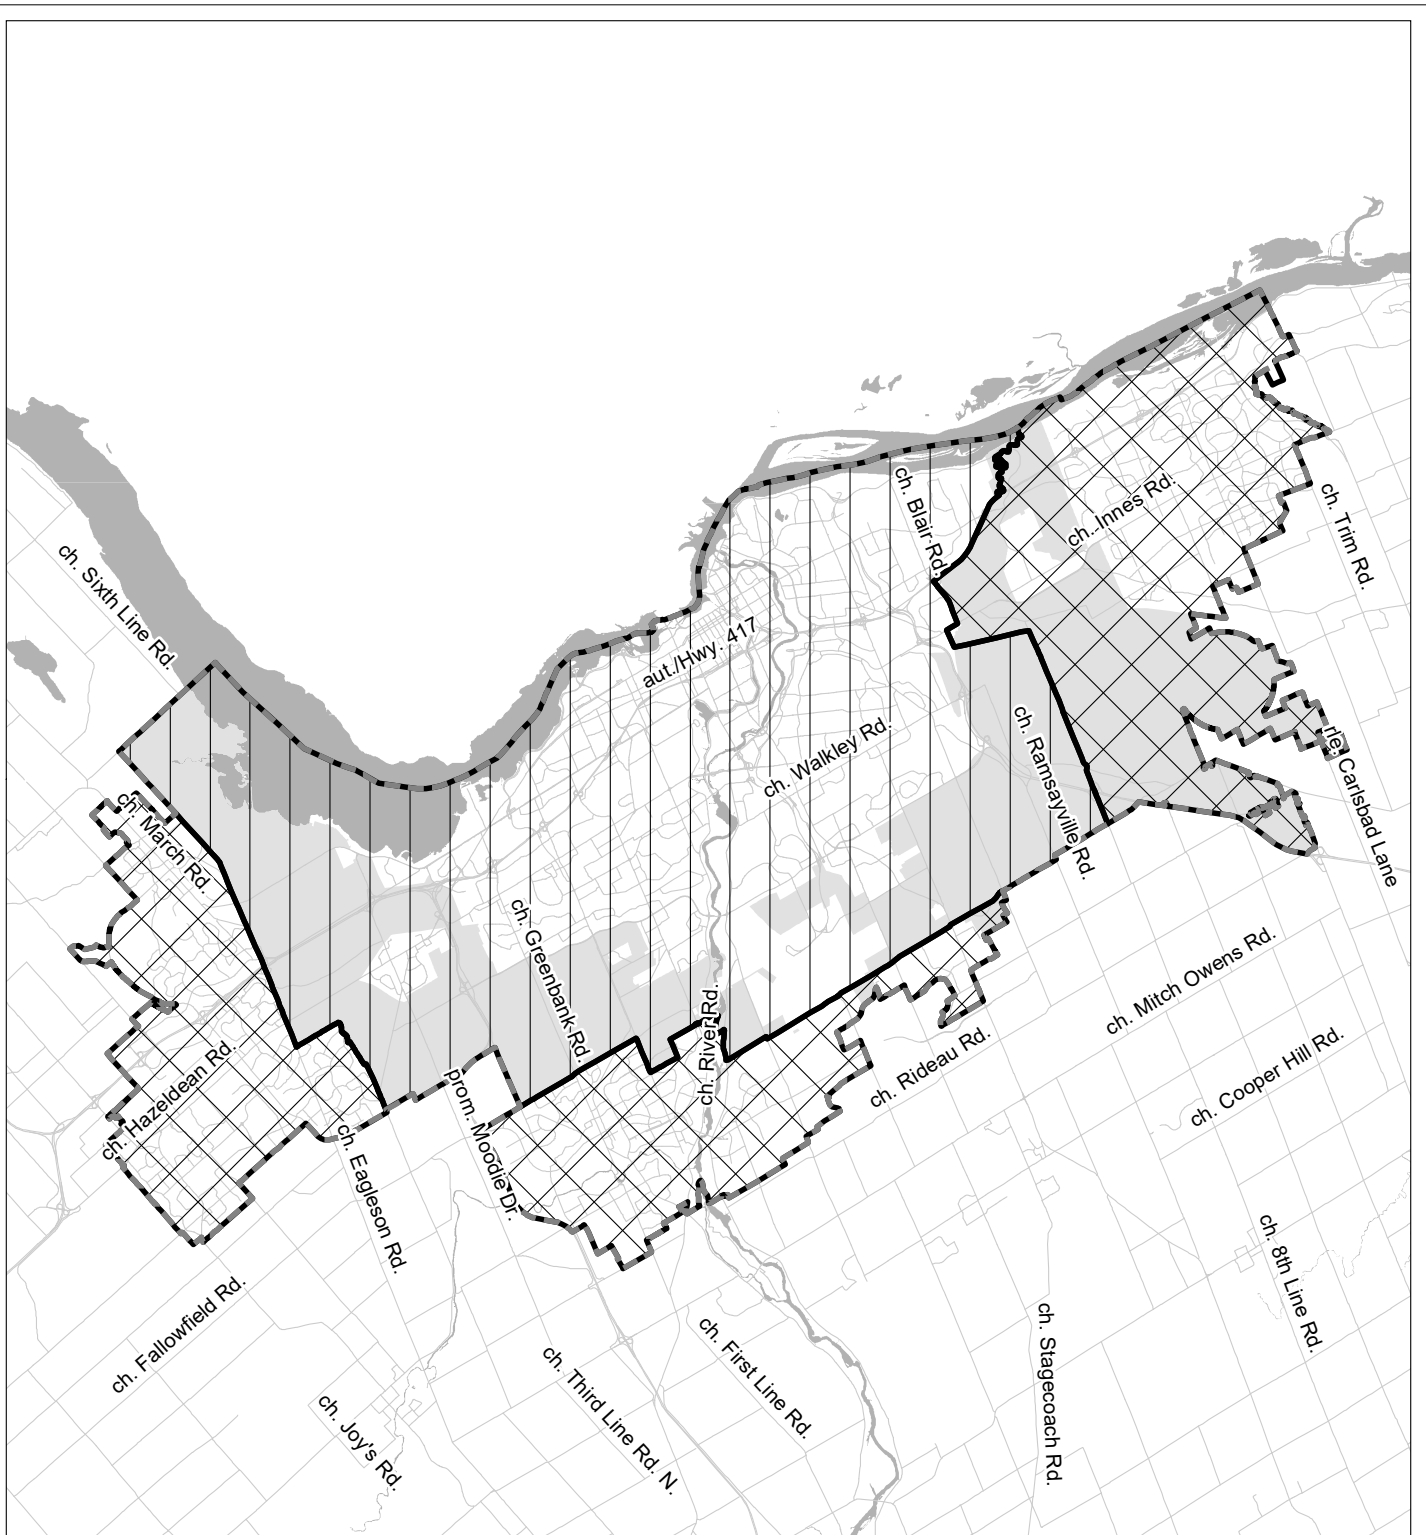 ch. Sixth Line Rd.
ch. Blair Rd.
ch. Innes Rd.
ch. Trim Rd.
aut./Hwy. 417
ch. Walkley Rd.
ch. Ramsayville Rd.
rle. Carlsbad Lane
ch. March Rd.
ch. Greenbank Rd.
ch. River Rd.
ch. Mitch Owens Rd.
ch. Rideau Rd.
ch. Cooper Hill Rd.
ch. Hazeldean Rd.
prom. Moodie Dr.
ch. Eagleson Rd.
ch. 8th Line Rd.
ch. Fallowfield Rd.
ch. Stagecoach Rd.
ch. First Line Rd.
ch. Third Line Rd. N.
ch. Joy's Rd.